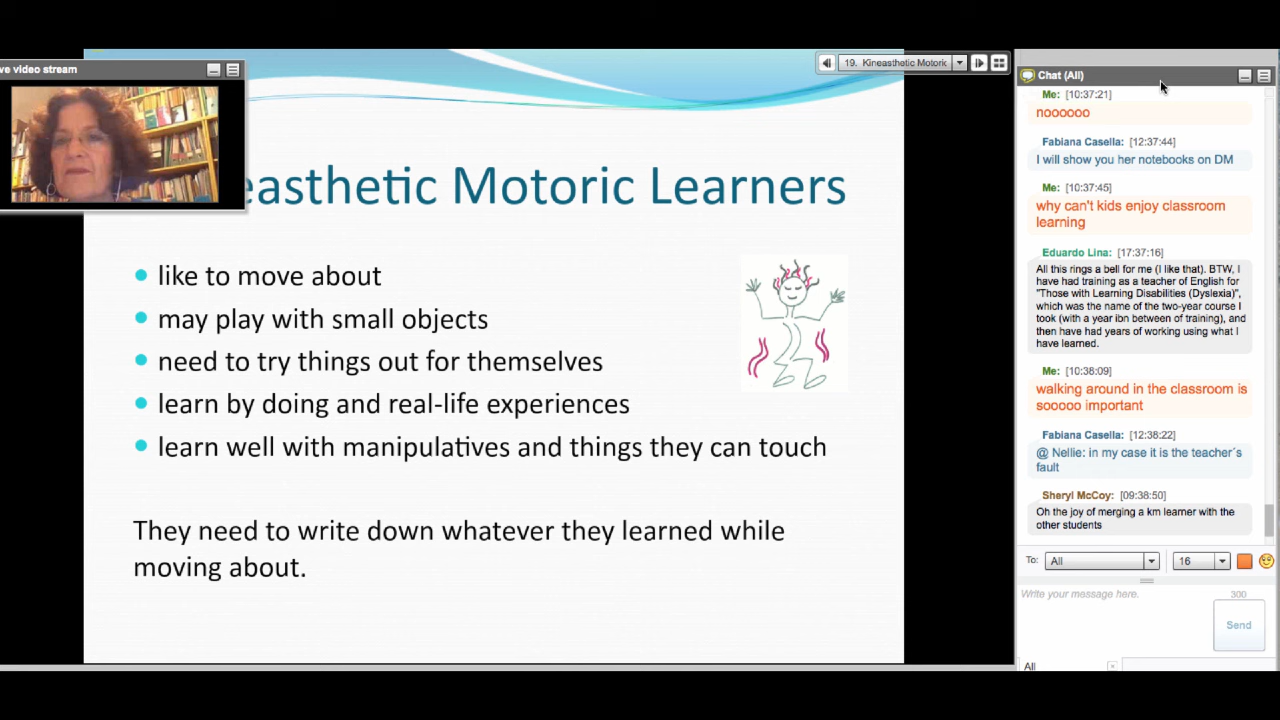 ve video stream
19. Kineasthetic Motorik
easthetic Motoric Learners
like to move about
may play with small objects
need to try things out for themselves
learn by doing and real-life experiences
learn well with manipulatives and things they can touch
They need to write down whatever they learned while
moving about.
Chat (All)
Me: [10:37:21]
noooooo
Fabiana Casella: [12:37:44]
I will show you her notebooks on DM
Me: [10:37:45]
why can't kids enjoy classroom
learning
Eduardo Lina: [17:37:16]
All this rings a bell for me (I like that). BTW, I
have had training as a teacher of English for
"Those with Learning Disabilities (Dyslexia)",
which was the name of the two-year course I
took (with a year ibn between of training), and
then have had years of working using what I
have learned.
Me: [10:38:09]
walking around in the classroom is
sooooo important
Fabiana Casella: [12:38:22]
@ Nellie: in my case it is the teacher´s
fault
Sheryl McCoy: [09:38:50]
Oh the joy of merging a km learner with the
other students
To: All 16
Write your message here. 300
Send
All